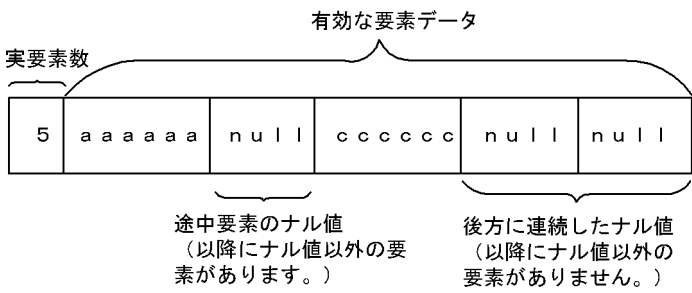 有効な要素データ
実要素数
５ ａａａａａａ ｎｕｌｌ ｃｃｃｃｃｃ ｎｕｌｌ ｎｕｌｌ
途中要素のナル値
（以降にナル値以外の要
素があります。）
後方に連続したナル値
（以降にナル値以外の
要素がありません。）